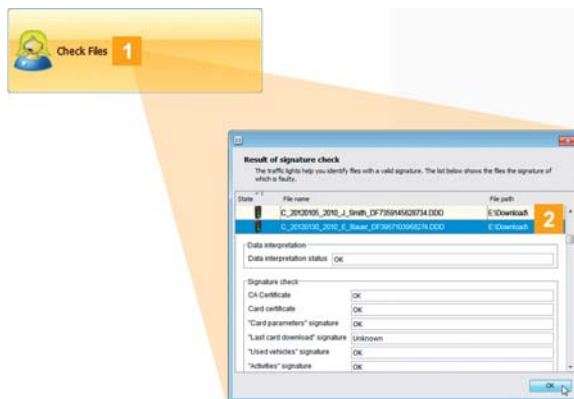 Check Files 1
Result of signature check
The traffic lights help you identify files with a valid signature. The list below shows the files the signature of
which is faulty.
State File name File path
C_20120105_2010_J_Smith_DF7359145628734.DDD E:\Download\
C_20120130_2010_E_Bauer_DF3957103968274.DDD E:\Download\ 2
Data interpretation
Data interpretation status OK
Signature check
CA Certificate OK
Card certificate OK
"Card parameters" signature OK
"Last card download" signature Unknown
"Used vehicles" signature OK
"Activities" signature OK
OK